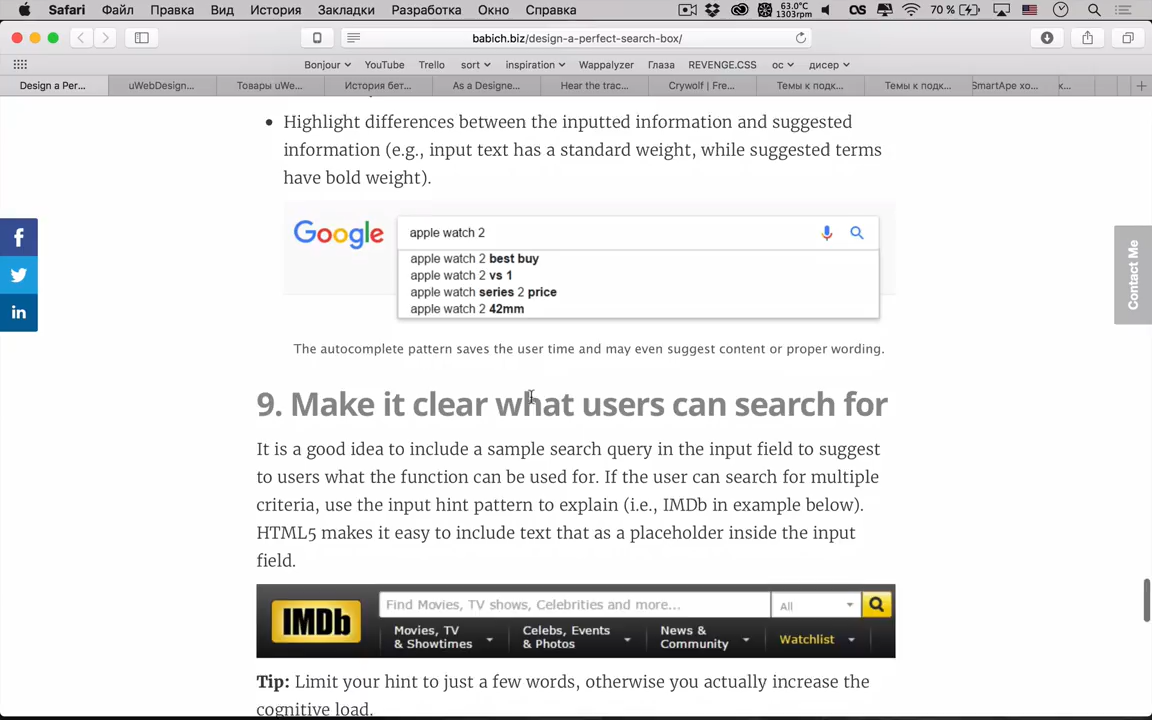 Safari Файл Правка Вид История Закладки Разработка Окно Справка 63.0°C 1303rpm OS 70 %
babich.biz/design-a-perfect-search-box/
Bonjour YouTube Trello sort inspiration Wappalyzer Глаза REVENGE.CSS ос дисер
Design a Per... uWebDesign... Товары uWe... История бет... As a Designe... Hear the trac... Crywolf | Fre... Темы к подк... Темы к подк... SmartApe хо... к...
• Highlight differences between the inputted information and suggested
information (e.g., input text has a standard weight, while suggested terms
have bold weight).
Google apple watch 2
apple watch 2 best buy
apple watch 2 vs 1
apple watch series 2 price
apple watch 2 42mm
The autocomplete pattern saves the user time and may even suggest content or proper wording.
Contact Me
9. Make it clear what users can search for
It is a good idea to include a sample search query in the input field to suggest
to users what the function can be used for. If the user can search for multiple
criteria, use the input hint pattern to explain (i.e., IMDb in example below).
HTML5 makes it easy to include text that as a placeholder inside the input
field.
IMDb Find Movies, TV shows, Celebrities and more... All
Movies, TV & Showtimes Celebs, Events & Photos News & Community Watchlist
Tip: Limit your hint to just a few words, otherwise you actually increase the
cognitive load.